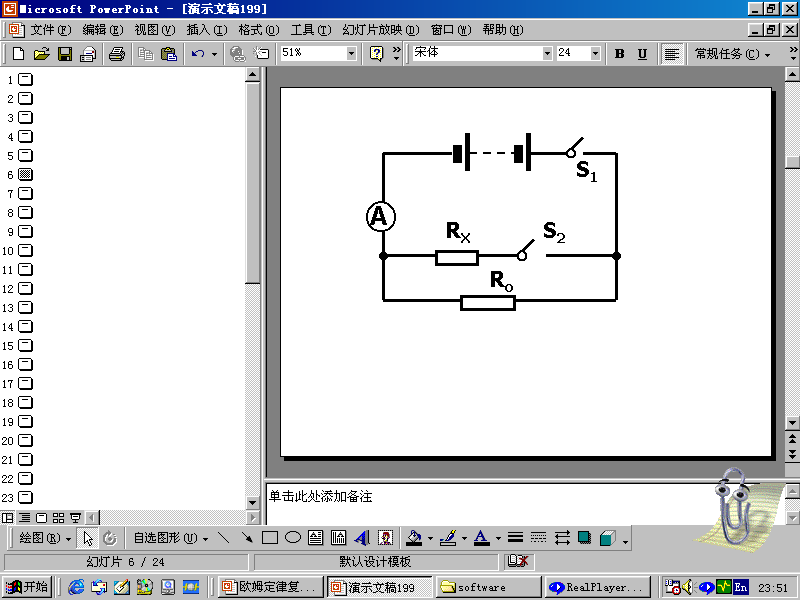 Microsoft PowerPoint - [演示文稿199]
文件(F) 编辑(E) 视图(V) 插入(I) 格式(O) 工具(T) 幻灯片放映(D) 窗口(W) 帮助(H)
51% 宋体 24 B U 常规任务(C)
1
2
3
4
5
6
7
8
9
10
11
12
13
14
15
16
17
18
19
20
21
22
23
S1
A
RX S2
Ro
单击此处添加备注
绘图(R) 自选图形(U) A A
幻灯片 6 / 24 默认设计模板
开始 欧姆定律复... 演示文稿199 software RealPlayer... En 23:51